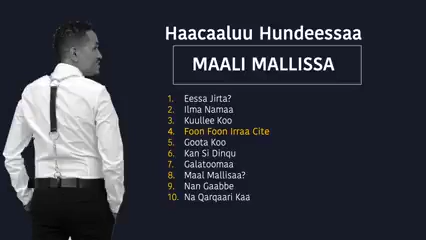 Haacaaluu Hundeessaa
MAALI MALLISSA
1. Eessa Jirta?
2. Ilma Namaa
3. Kuullee Koo
4. Foon Foon Irraa Cite
5. Goota Koo
6. Kan Si Dinqu
7. Galatoomaa
8. Maal Mallisaa?
9. Nan Gaabbe
10. Na Qarqaari Kaa